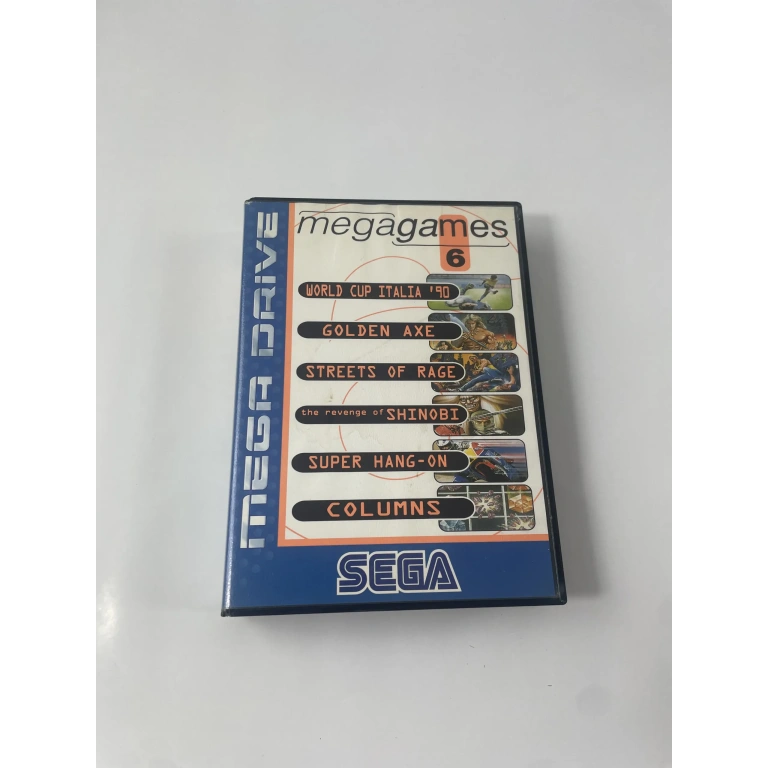 MEGA DRIVE
megagames
6
WORLD CUP ITALIA '90
GOLDEN AXE
STREETS OF RAGE
the revenge of SHINOBI
SUPER HANG-ON
COLUMNS
SEGA